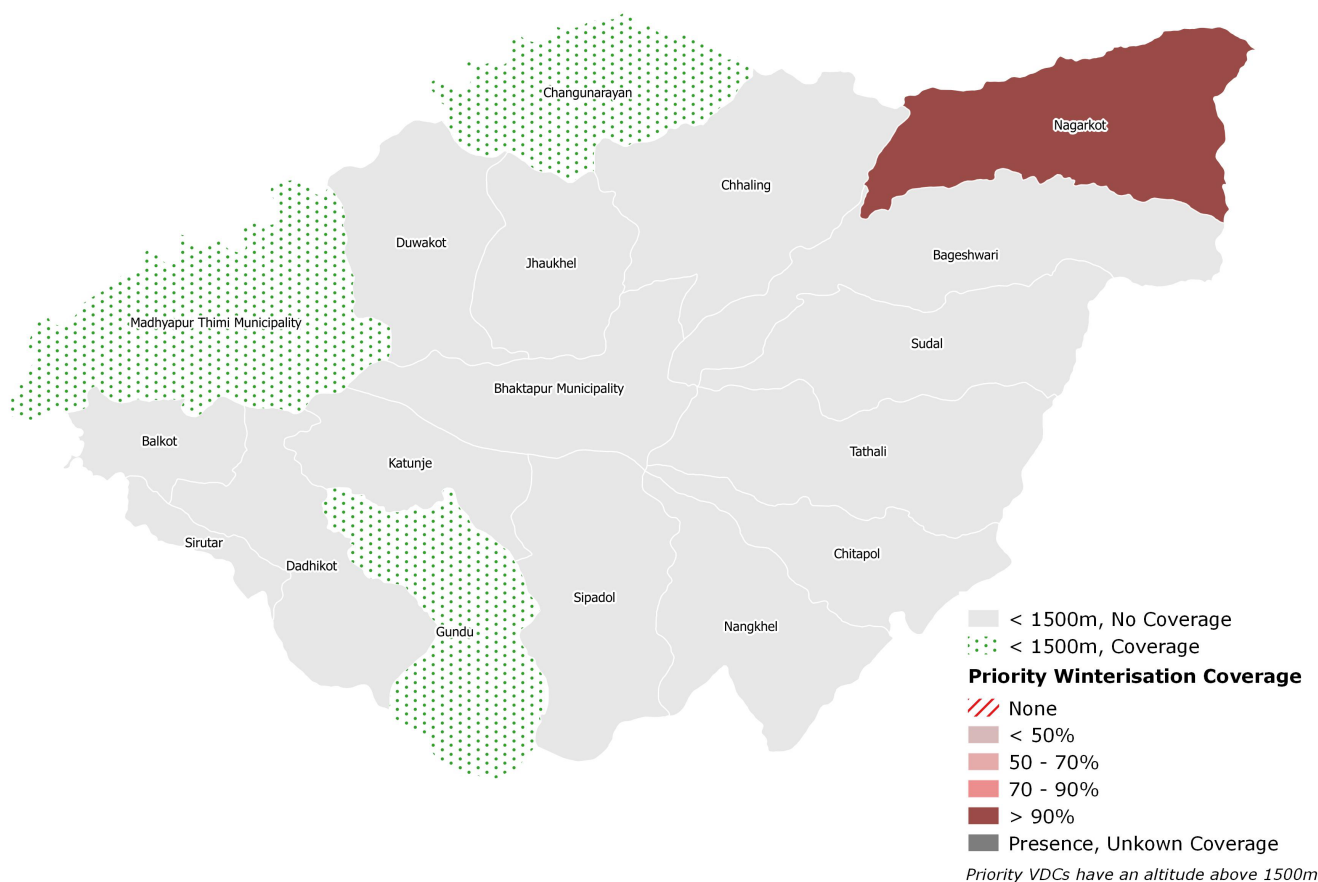 Changunarayan
Nagarkot
Chhaling
Duwakot
Bageshwari
Jhaukhel
Madhyapur Thimi Municipality
Sudal
Bhaktapur Municipality
Balkot
Tathali
Katunje
Sirutar
Chitapol
Dadhikot
Sipadol
Nangkhel
Gundu
< 1500m, No Coverage
< 1500m, Coverage
Priority Winterisation Coverage
None
< 50%
50 - 70%
70 - 90%
> 90%
Presence, Unkown Coverage
Priority VDCs have an altitude above 1500m